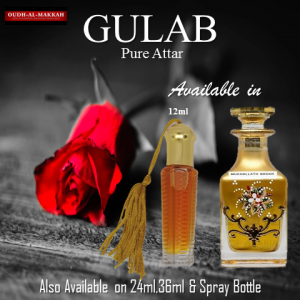 OUDH-AL-MAKKAH
GULAB
Pure Attar
Available in
12ml
Also Available on 24ml,36ml & Spray Bottle